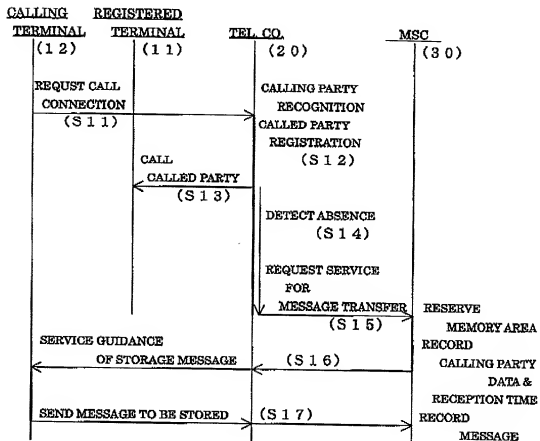 CALLING REGISTERED
TERMINAL TERMINAL TEL. CO. MSC
(12) (11) (20) (30)
REQUST CALL
CONNECTION
(S11)
CALLING PARTY
RECOGNITION
CALLED PARTY
REGISTRATION
(S12)
CALL
CALLED PARTY
(S13)
DETECT ABSENCE
(S14)
REQUEST SERVICE
FOR
MESSAGE TRANSFER
(S15)
RESERVE
MEMORY AREA
SERVICE GUIDANCE
OF STORAGE MESSAGE
(S16)
RECORD
CALLING PARTY
DATA &
RECEPTION TIME
SEND MESSAGE TO BE STORED
(S17)
RECORD
MESSAGE